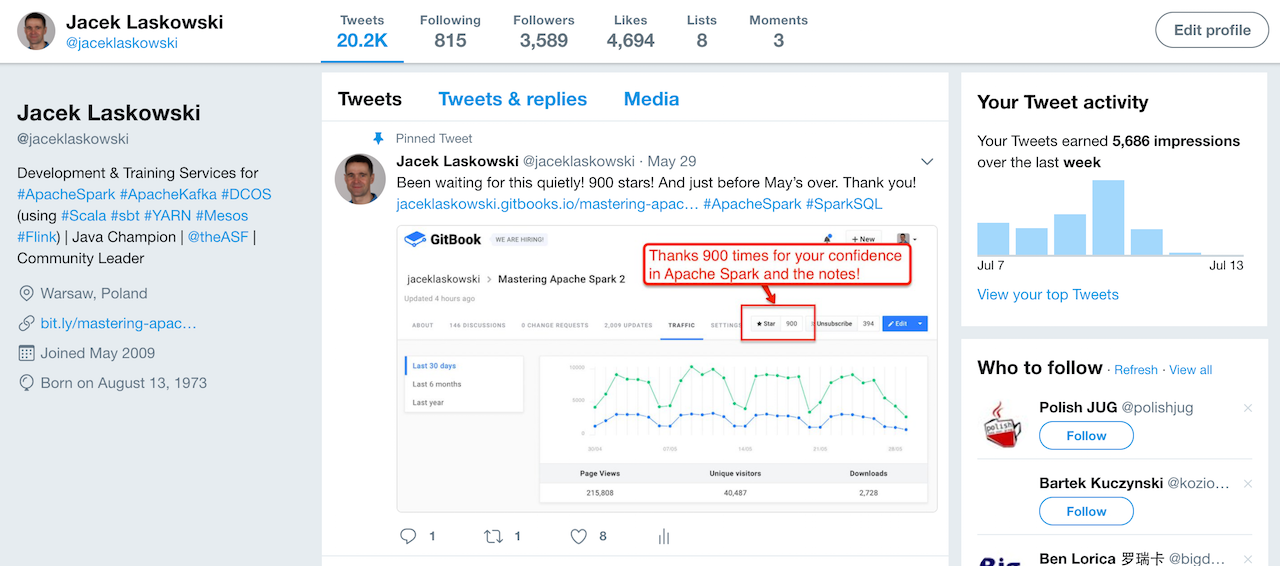 Jacek Laskowski
@jaceklaskowski
Tweets
20.2K
Following
815
Followers
3,589
Likes
4,694
Lists
8
Moments
3
Edit profile
Jacek Laskowski
@jaceklaskowski
Development & Training Services for
#ApacheSpark #ApacheKafka #DCOS
(using #Scala #sbt #YARN #Mesos
#Flink) | Java Champion | @theASF |
Community Leader
Warsaw, Poland
bit.ly/mastering-apac…
Joined May 2009
Born on August 13, 1973
Tweets Tweets & replies Media
Pinned Tweet
Jacek Laskowski @jaceklaskowski · May 29
Been waiting for this quietly! 900 stars! And just before May’s over. Thank you!
jaceklaskowski.gitbooks.io/mastering-apac… #ApacheSpark #SparkSQL
GitBook WE ARE HIRING!
+ New
Thanks 900 times for your confidence
in Apache Spark and the notes!
jaceklaskowski > Mastering Apache Spark 2
Updated 4 hours ago
ABOUT 146 DISCUSSIONS 0 CHANGE REQUESTS 2,009 UPDATES TRAFFIC SETTINGS
Star 900 Unsubscribe 394 Edit
Last 30 days
Last 6 months
Last year
10000
5000
0
30/04 07/05 14/05 21/05 28/05
Page Views Unique visitors Downloads
215,808 40,487 2,728
1 1 8
Your Tweet activity
Your Tweets earned 5,686 impressions
over the last week
Jul 7 Jul 13
View your top Tweets
Who to follow · Refresh · View all
Polish JUG @polishjug
Follow
polish
Bartek Kuczynski @kozio…
Follow
Ben Lorica 罗瑞卡 @bigd…
Big